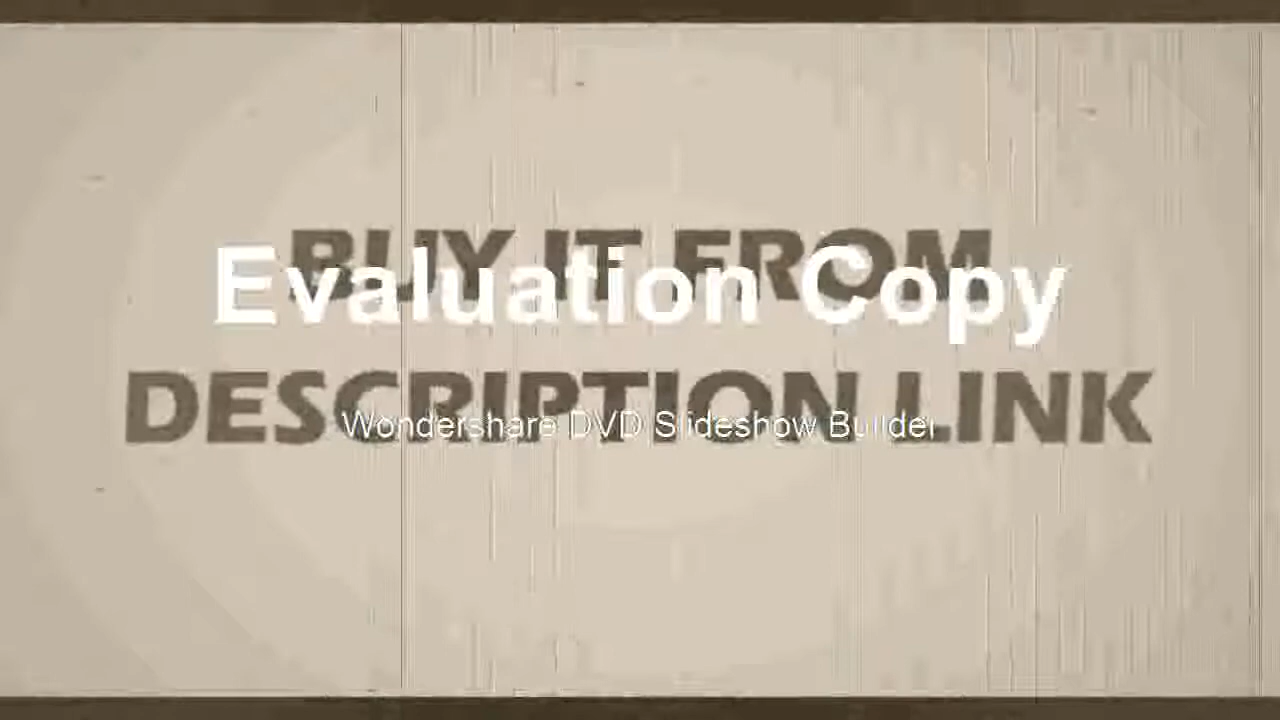 BUY IT FROM
Evaluation Copy
DESCRIPTION LINK
Wondershare DVD Slideshow Builder